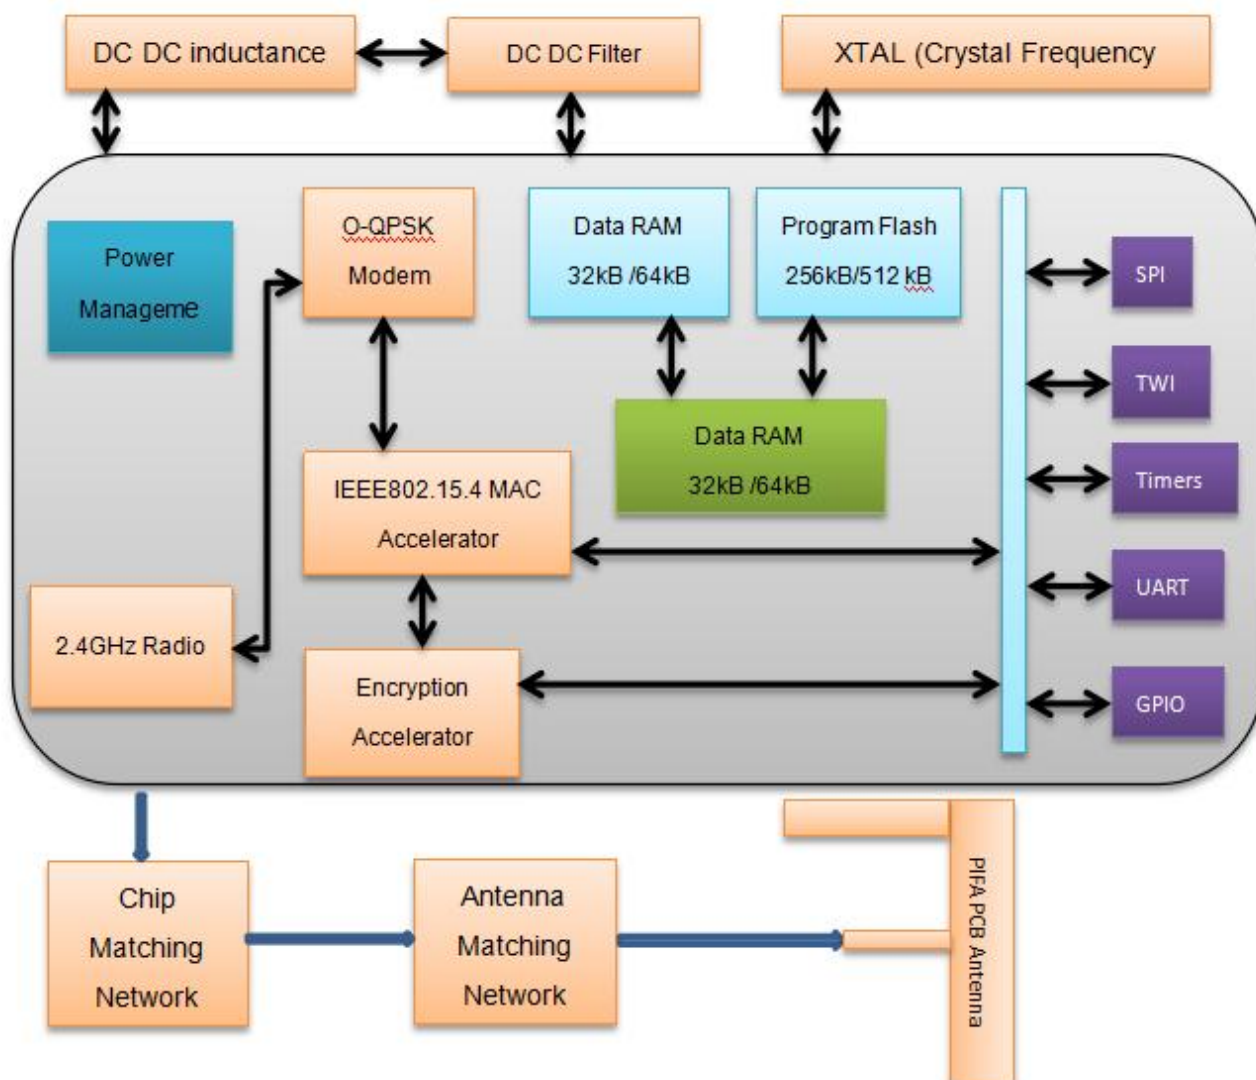 DC DC inductance
DC DC Filter
XTAL (Crystal Frequency
Power
Manageme
O-QPSK
Modem
Data RAM
32kB /64kB
Program Flash
256kB/512 kB
SPI
TWI
Data RAM
32kB /64kB
Timers
IEEE802.15.4 MAC
Accelerator
UART
2.4GHz Radio
Encryption
Accelerator
GPIO
Chip
Matching
Network
Antenna
Matching
Network
PIFA PCB Antenna